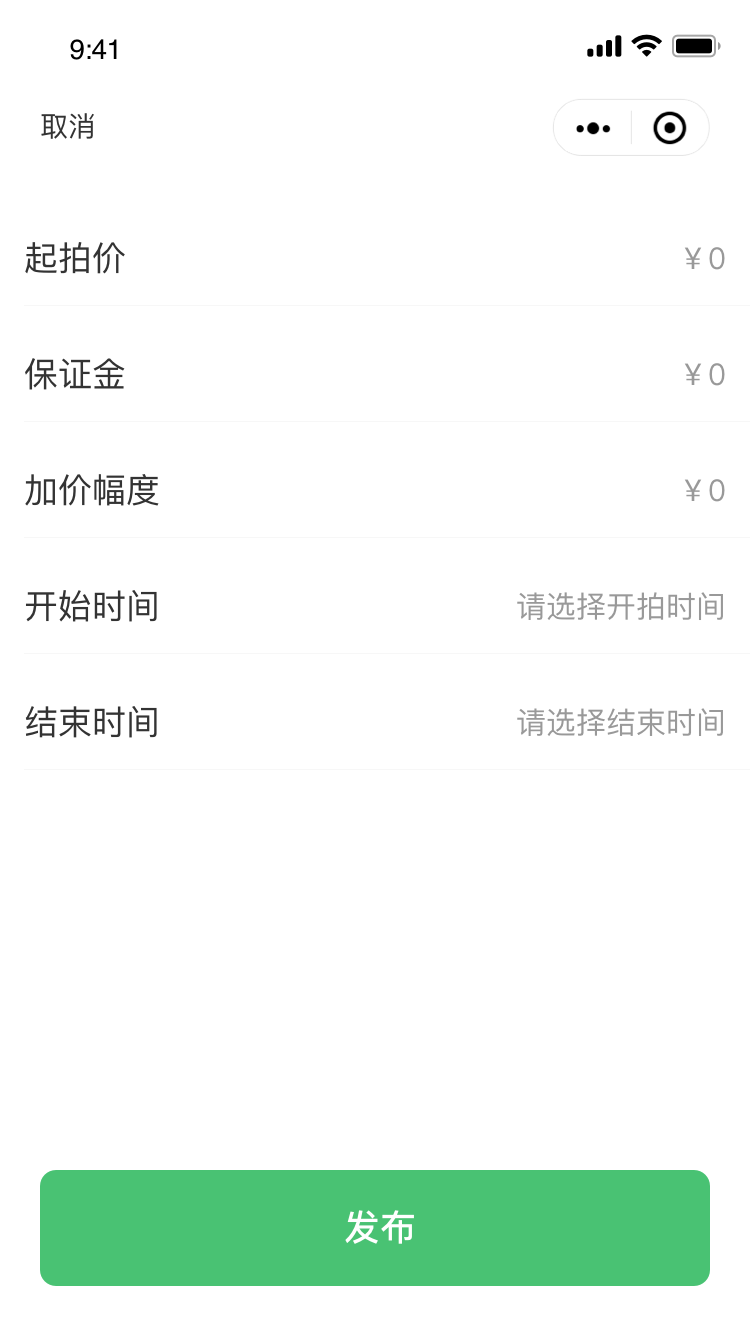 9:41
取消
起拍价 ¥ 0
保证金 ¥ 0
加价幅度 ¥ 0
开始时间 请选择开拍时间
结束时间 请选择结束时间
发布